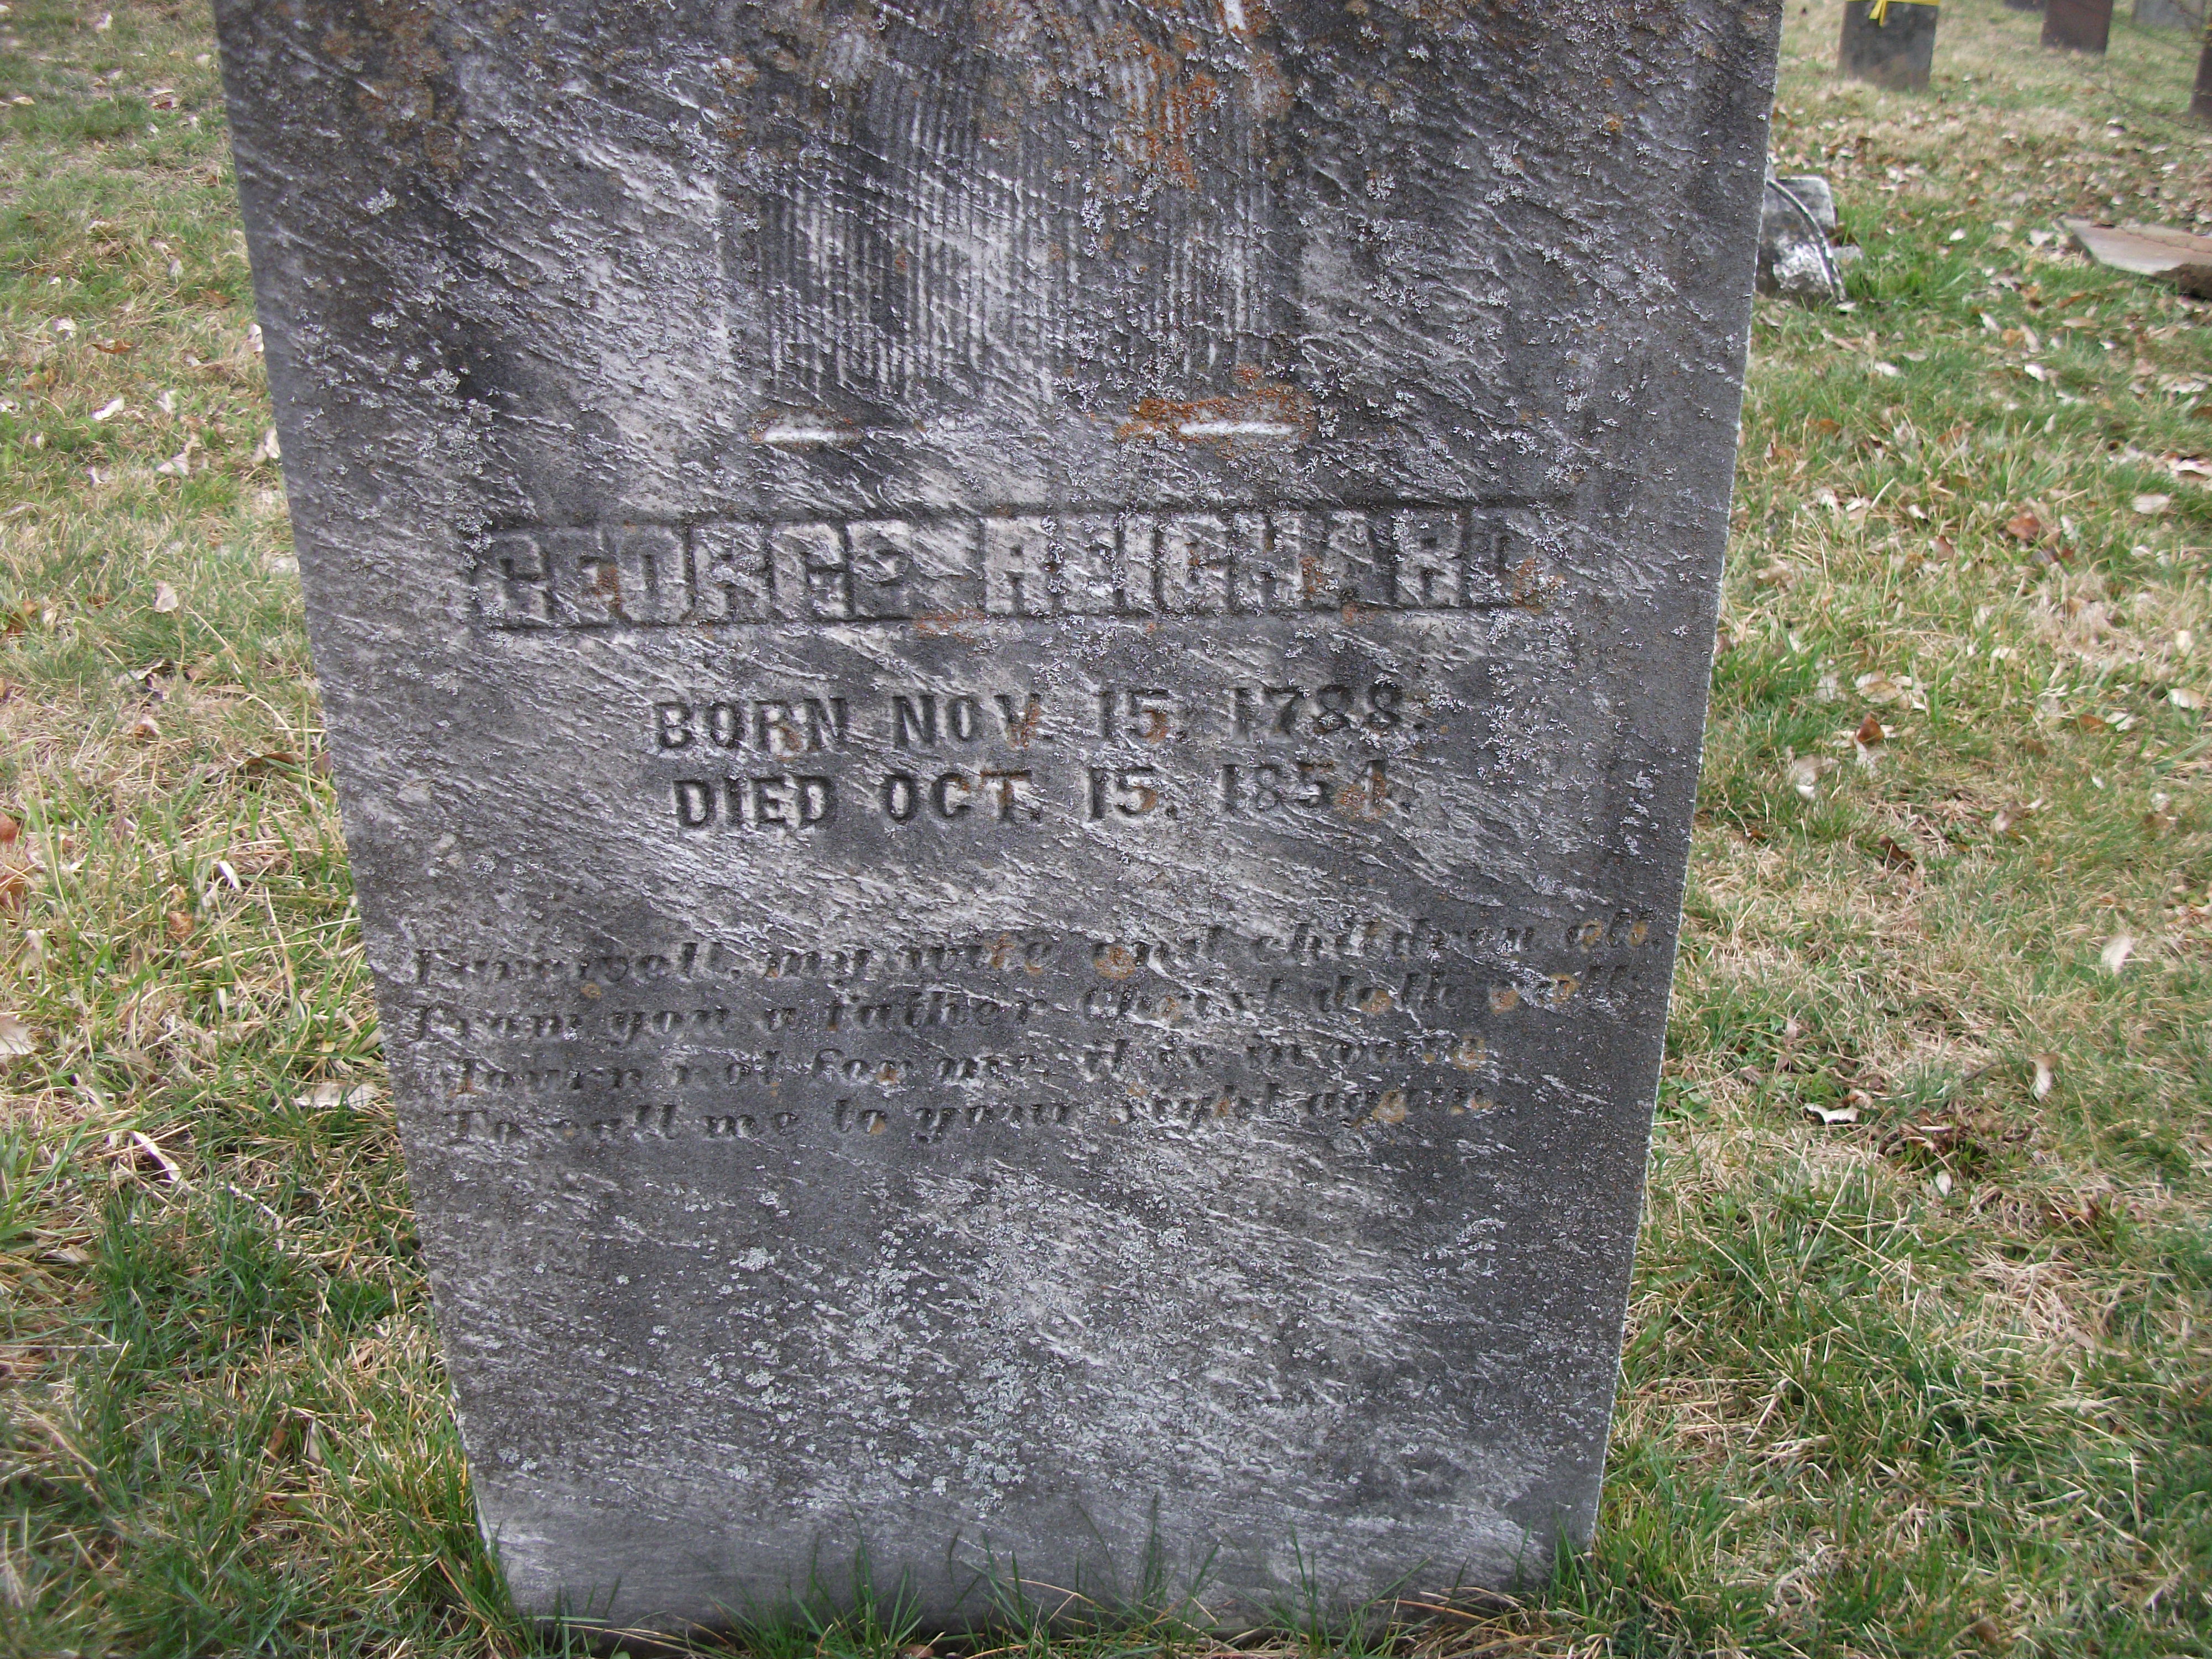 GEORGE REICHARD
BORN NOV. 15. 1788.
DIED OCT. 15. 1854.
Farewell, my wife and children all.
From you a father Christ doth call:
Mourn not for me, it is in vain
To call me to your sight again.